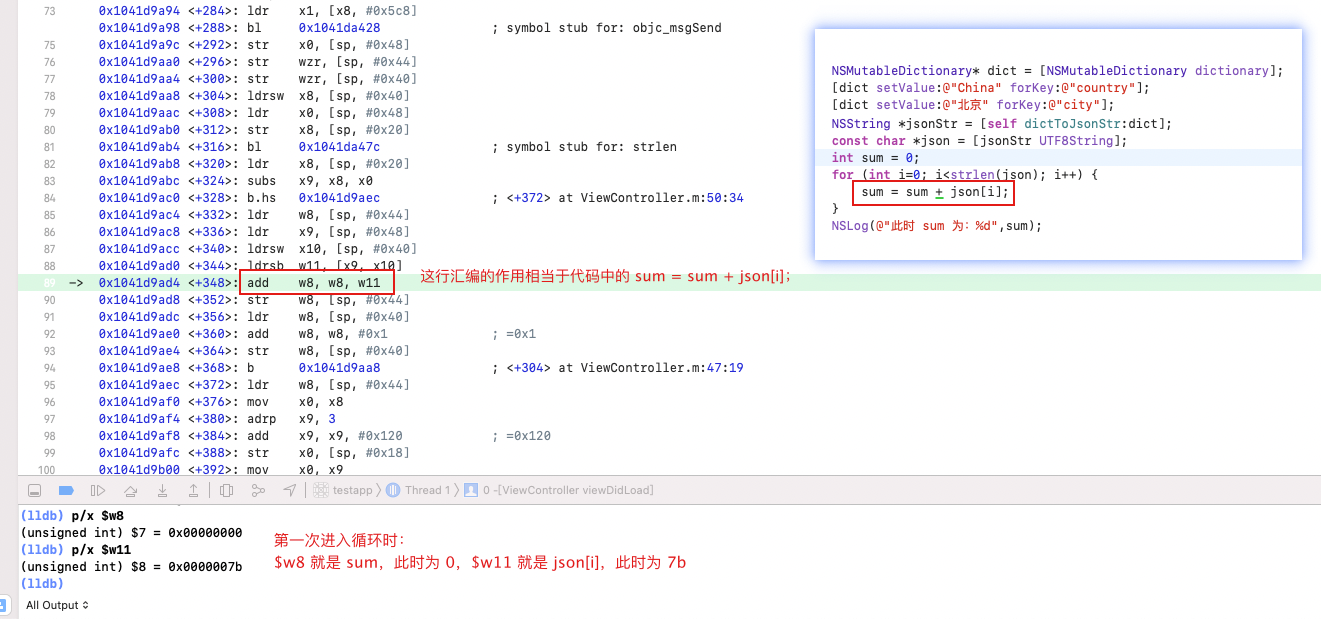 73 0x1041d9a94 <+284>: ldr x1, [x8, #0x5c8]
0x1041d9a98 <+288>: bl 0x1041da428 ; symbol stub for: objc_msgSend
75 0x1041d9a9c <+292>: str x0, [sp, #0x48]
76 0x1041d9aa0 <+296>: str wzr, [sp, #0x44]
77 0x1041d9aa4 <+300>: str wzr, [sp, #0x40]
78 0x1041d9aa8 <+304>: ldrsw x8, [sp, #0x40]
79 0x1041d9aac <+308>: ldr x0, [sp, #0x48]
80 0x1041d9ab0 <+312>: str x8, [sp, #0x20]
81 0x1041d9ab4 <+316>: bl 0x1041da47c ; symbol stub for: strlen
82 0x1041d9ab8 <+320>: ldr x8, [sp, #0x20]
83 0x1041d9abc <+324>: subs x9, x8, x0
84 0x1041d9ac0 <+328>: b.hs 0x1041d9aec ; <+372> at ViewController.m:50:34
85 0x1041d9ac4 <+332>: ldr w8, [sp, #0x44]
86 0x1041d9ac8 <+336>: ldr x9, [sp, #0x48]
87 0x1041d9acc <+340>: ldrsw x10, [sp, #0x40]
88 0x1041d9ad0 <+344>: ldrsb w11, [x9, x10]
89 -> 0x1041d9ad4 <+348>: add w8, w8, w11
90 0x1041d9ad8 <+352>: str w8, [sp, #0x44]
91 0x1041d9adc <+356>: ldr w8, [sp, #0x40]
92 0x1041d9ae0 <+360>: add w8, w8, #0x1 ; =0x1
93 0x1041d9ae4 <+364>: str w8, [sp, #0x40]
94 0x1041d9ae8 <+368>: b 0x1041d9aa8 ; <+304> at ViewController.m:47:19
95 0x1041d9aec <+372>: ldr w8, [sp, #0x44]
96 0x1041d9af0 <+376>: mov x0, x8
97 0x1041d9af4 <+380>: adrp x9, 3
98 0x1041d9af8 <+384>: add x9, x9, #0x120 ; =0x120
99 0x1041d9afc <+388>: str x0, [sp, #0x18]
100 0x1041d9b00 <+392>: mov x0, x9
NSMutableDictionary* dict = [NSMutableDictionary dictionary];
[dict setValue:@"China" forKey:@"country"];
[dict setValue:@"北京" forKey:@"city"];
NSString *jsonStr = [self dictToJsonStr:dict];
const char *json = [jsonStr UTF8String];
int sum = 0;
for (int i=0; i<strlen(json); i++) {
sum = sum + json[i];
}
NSLog(@"此时 sum 为: %d",sum);
这行汇编的作用相当于代码中的 sum = sum + json[i];
testapp 〉 Thread 1 〉 0 -[ViewController viewDidLoad]
(lldb) p/x $w8
(unsigned int) $7 = 0x00000000
(lldb) p/x $w11
(unsigned int) $8 = 0x0000007b
(lldb)
第一次进入循环时:
$w8 就是 sum，此时为 0，$w11 就是 json[i]，此时为 7b
All Output